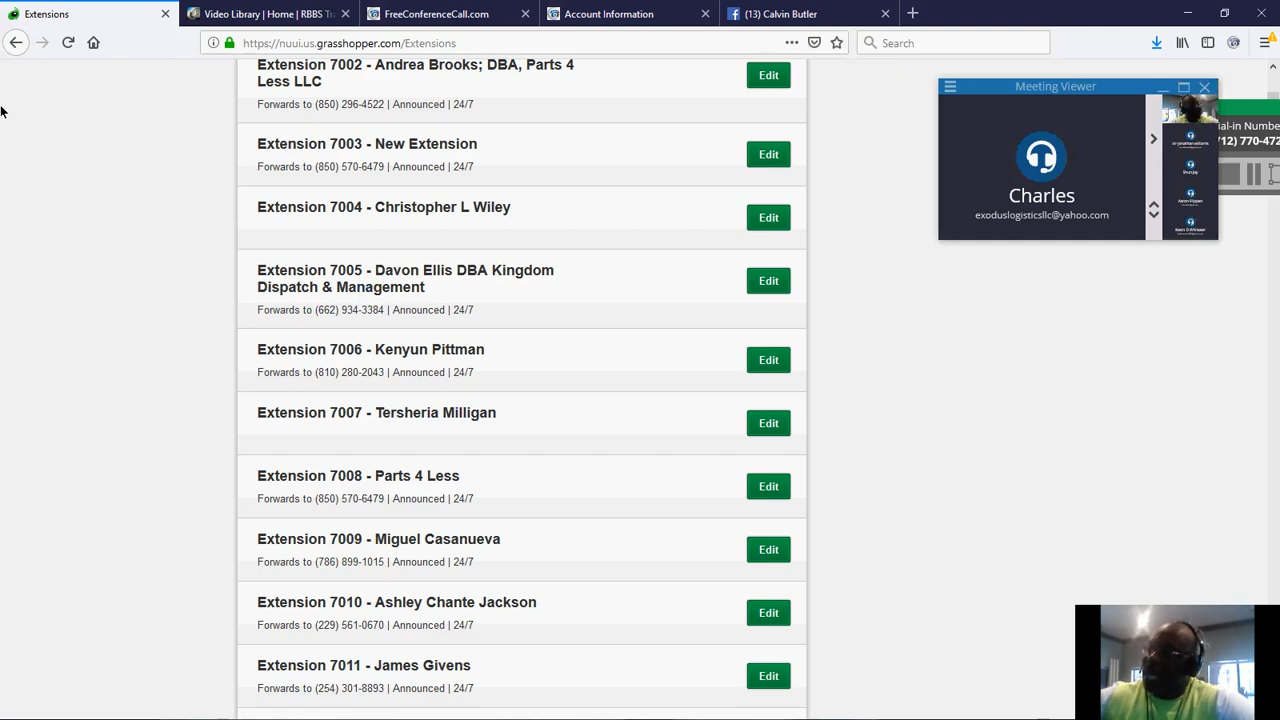 Extensions
Video Library | Home | RBBS Tr
FreeConferenceCall.com
Account Information
(13) Calvin Butler
https://nuui.us.grasshopper.com/Extensions
Search
Extension 7002 - Andrea Brooks; DBA, Parts 4
Less LLC
Edit
Forwards to (850) 296-4522 | Announced | 24/7
Extension 7003 - New Extension
Edit
Forwards to (850) 570-6479 | Announced | 24/7
Extension 7004 - Christopher L Wiley
Edit
Extension 7005 - Davon Ellis DBA Kingdom
Dispatch & Management
Edit
Forwards to (662) 934-3384 | Announced | 24/7
Extension 7006 - Kenyun Pittman
Edit
Forwards to (810) 280-2043 | Announced | 24/7
Extension 7007 - Tersheria Milligan
Edit
Extension 7008 - Parts 4 Less
Edit
Forwards to (850) 570-6479 | Announced | 24/7
Extension 7009 - Miguel Casanueva
Edit
Forwards to (786) 899-1015 | Announced | 24/7
Extension 7010 - Ashley Chante Jackson
Edit
Forwards to (229) 561-0670 | Announced | 24/7
Extension 7011 - James Givens
Edit
Forwards to (254) 301-8893 | Announced | 24/7
Meeting Viewer
Charles
exoduslogisticsllc@yahoo.com
ial-in Numbe
712) 770-472